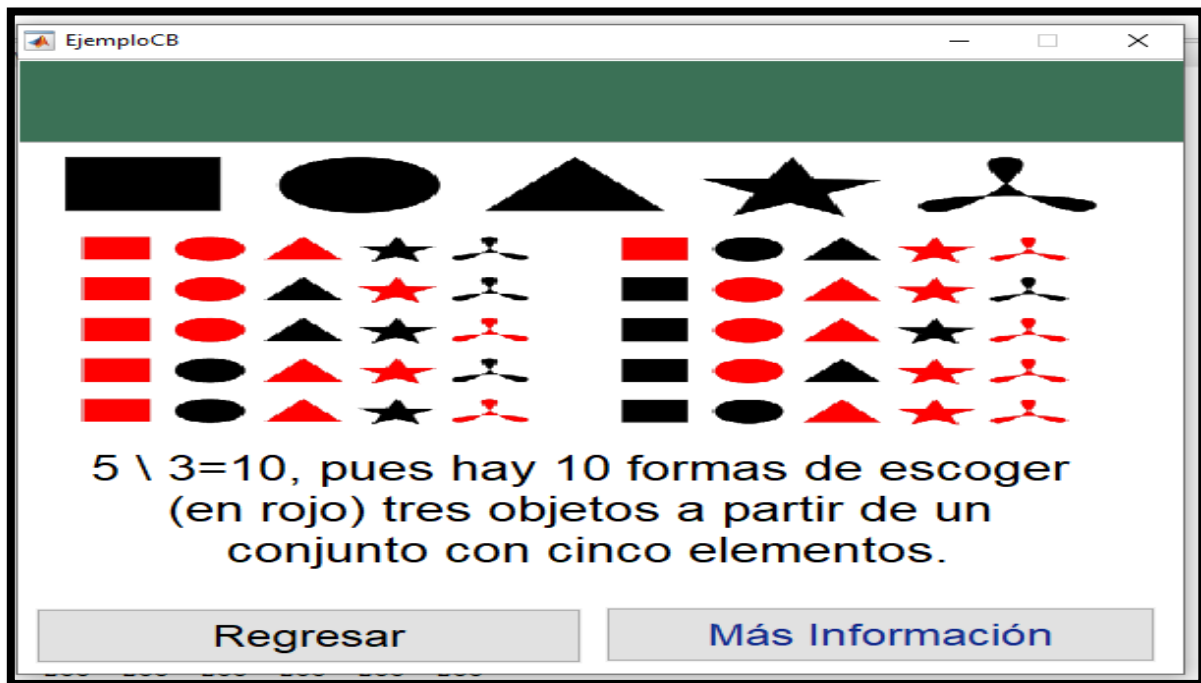 EjemploCB
5 \ 3=10, pues hay 10 formas de escoger
(en rojo) tres objetos a partir de un
conjunto con cinco elementos.
Regresar
Más Información